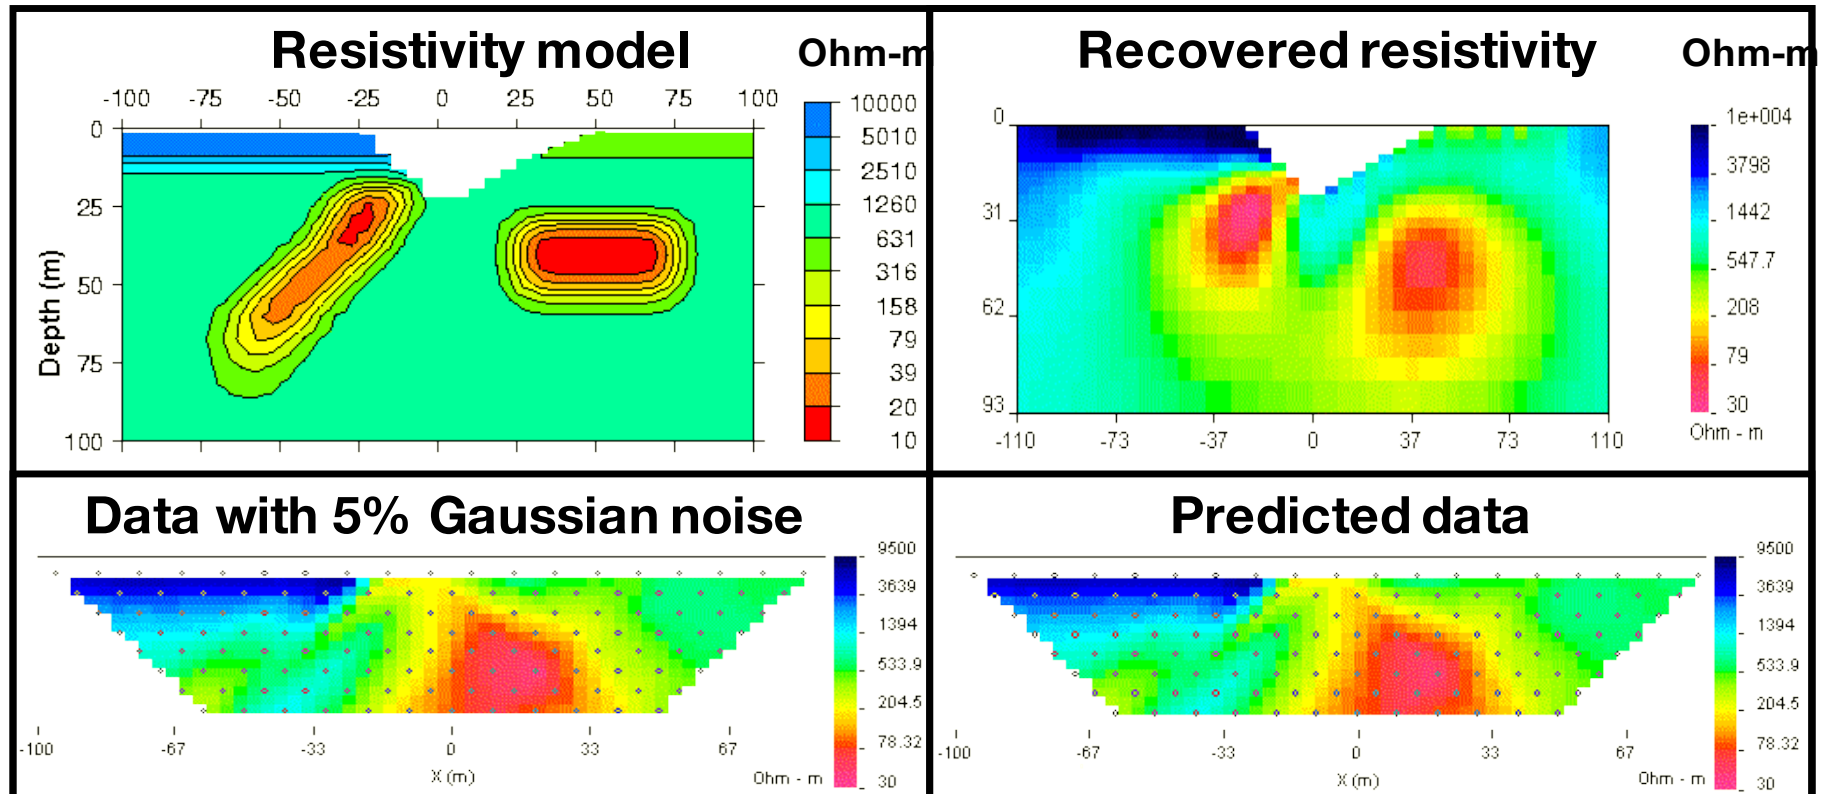 Resistivity model
Ohm-m
-100 -75 -50 -25 0 25 50 75 100
0
25
50
75
100
Depth (m)
10000
5010
2510
1260
631
316
158
79
39
20
10
Recovered resistivity
Ohm-m
0
31
62
93
-110 -73 -37 0 37 73 110
1e+004
3798
1442
547.7
208
79
30
Ohm - m
Data with 5% Gaussian noise
9500
3639
1394
533.9
204.5
78.32
30
-100 -67 -33 0 33 67
X (m)
Ohm - m
Predicted data
9500
3639
1394
533.9
204.5
78.32
30
-100 -67 -33 0 33 67
X (m)
Ohm - m